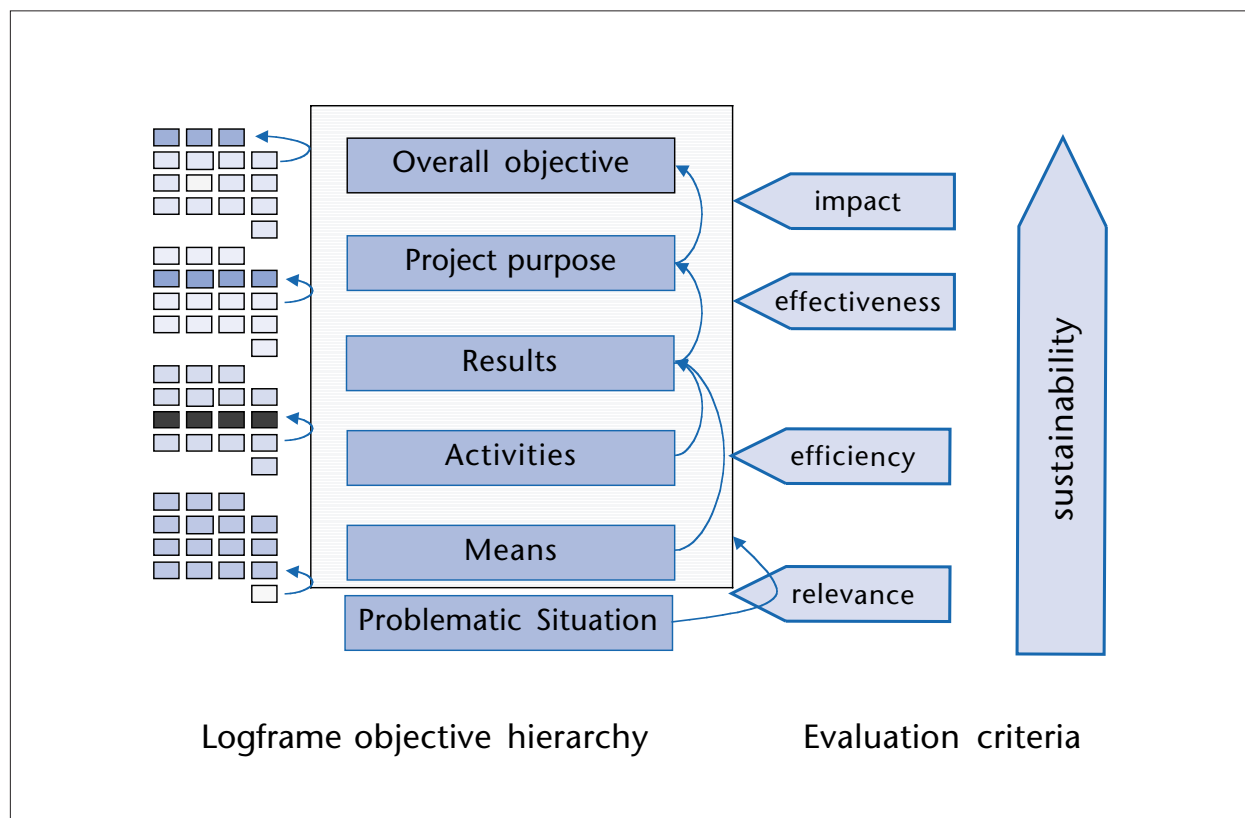 Overall objective
Project purpose
Results
Activities
Means
Problematic Situation
impact
effectiveness
efficiency
relevance
sustainability
Logframe objective hierarchy
Evaluation criteria